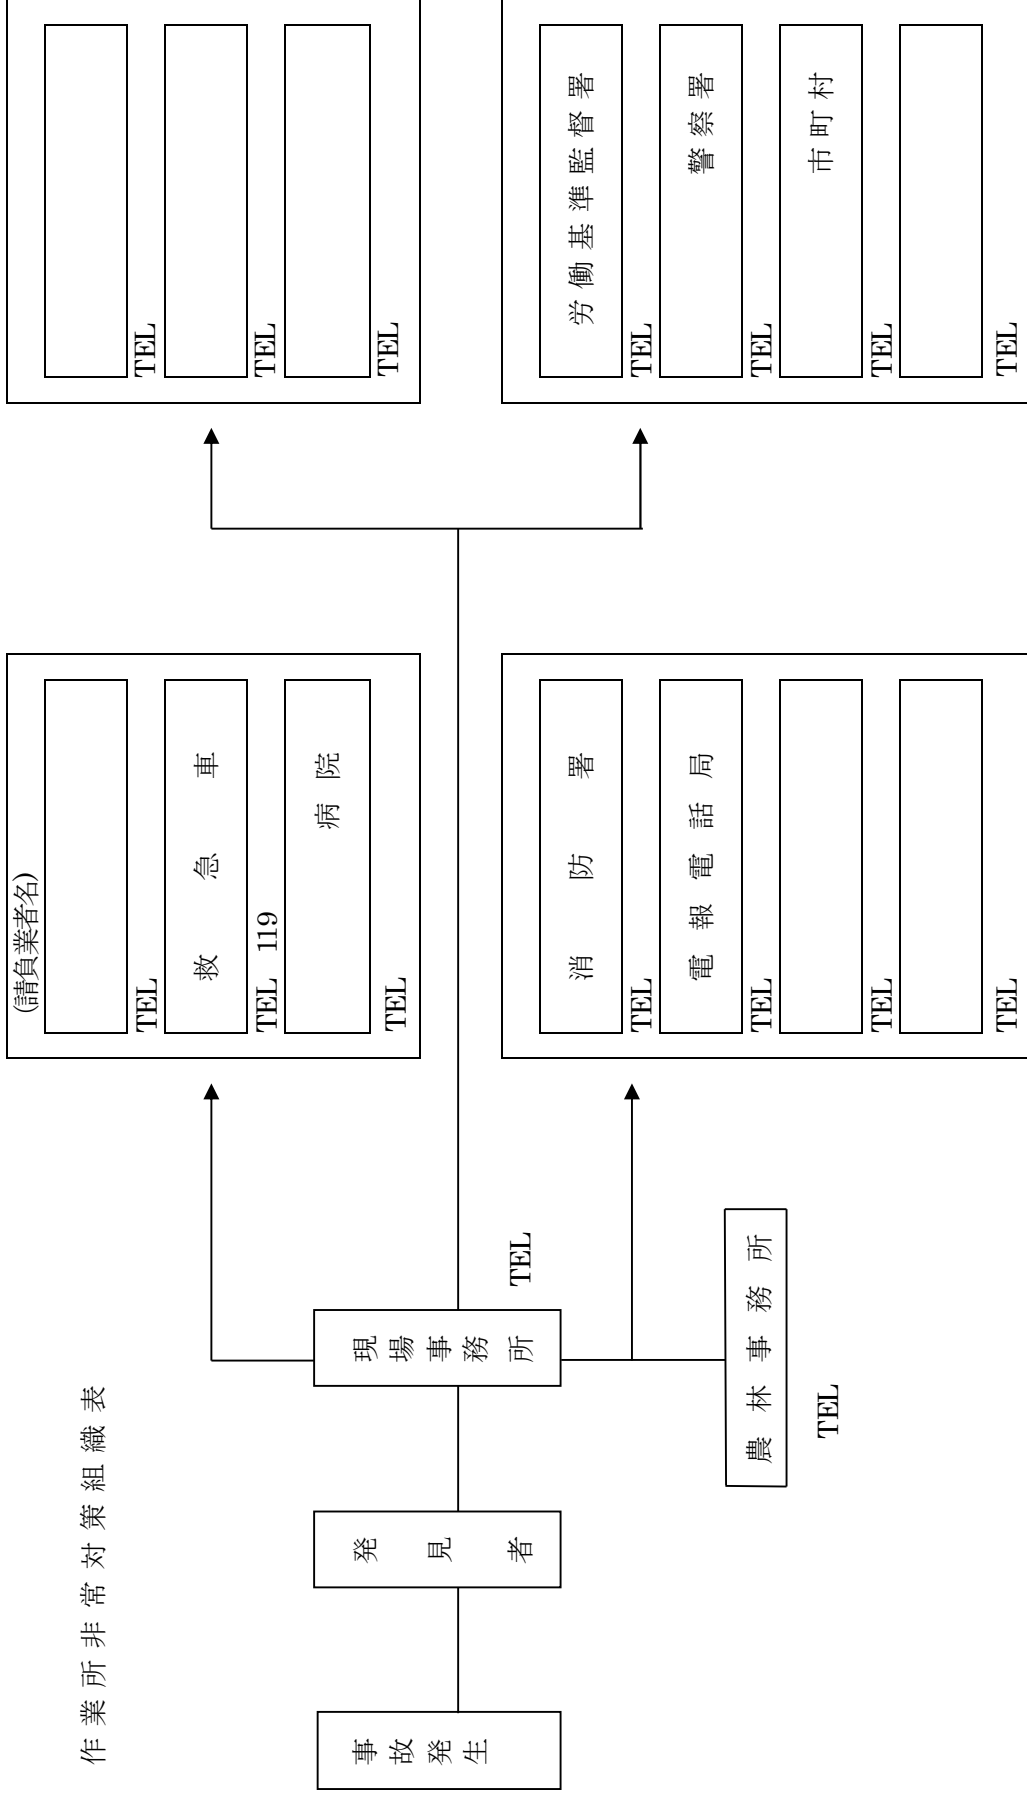 作業所非常対策組織表
事故発生
発見者
現場事務所
TEL
農林事務所
TEL
(請負業者名)
TEL
救急車
TEL 119
病院
TEL
消防署
TEL
電報電話局
TEL
TEL
TEL
TEL
TEL
TEL
労働基準監督署
TEL
警察署
TEL
市町村
TEL
TEL